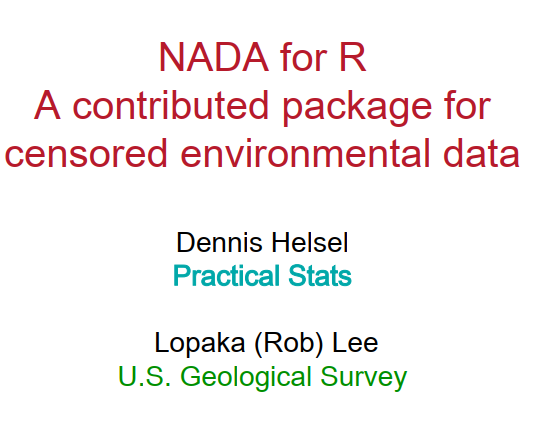 NADA for R
A contributed package for
censored environmental data
Dennis Helsel
Practical Stats
Lopaka (Rob) Lee
U.S. Geological Survey